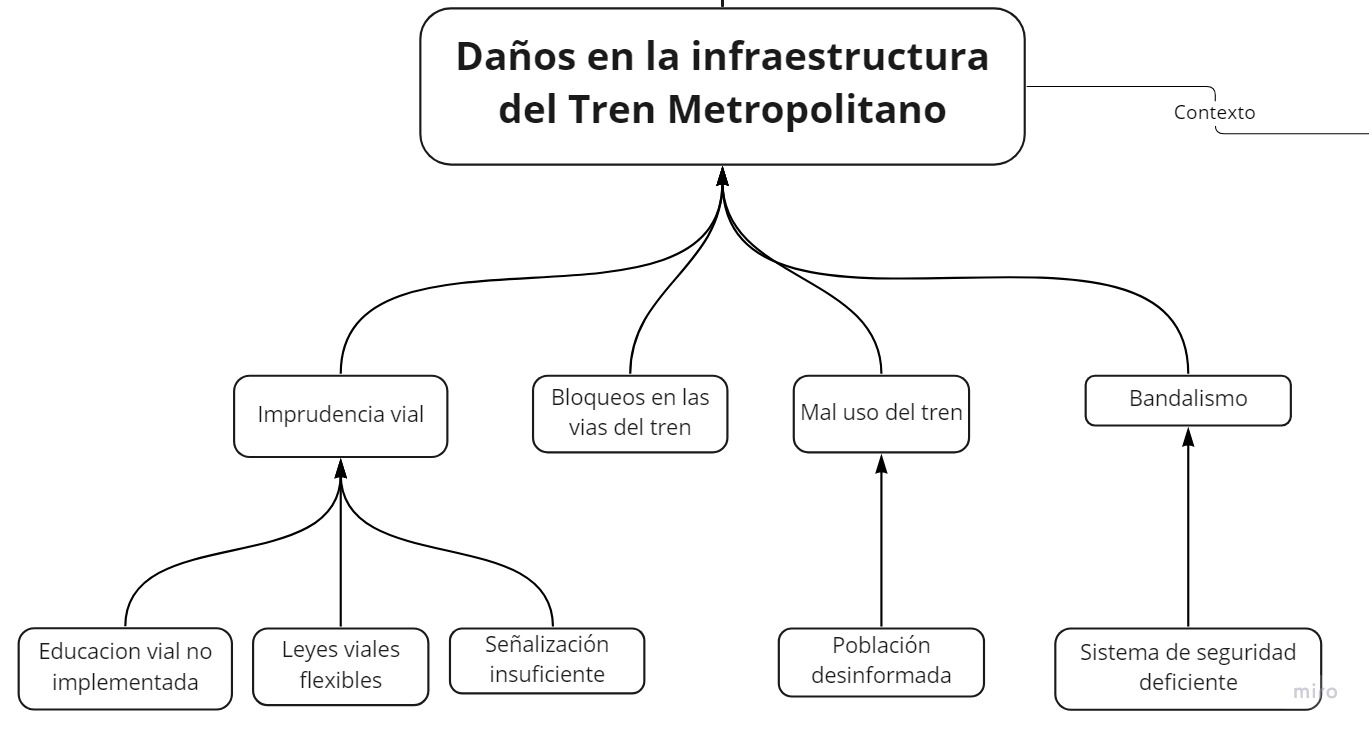 Daños en la infraestructura
del Tren Metropolitano
Contexto
Imprudencia vial
Bloqueos en las
vias del tren
Mal uso del tren
Bandalismo
Educacion vial no
implementada
Leyes viales
flexibles
Señalización
insuficiente
Población
desinformada
Sistema de seguridad
deficiente
miro